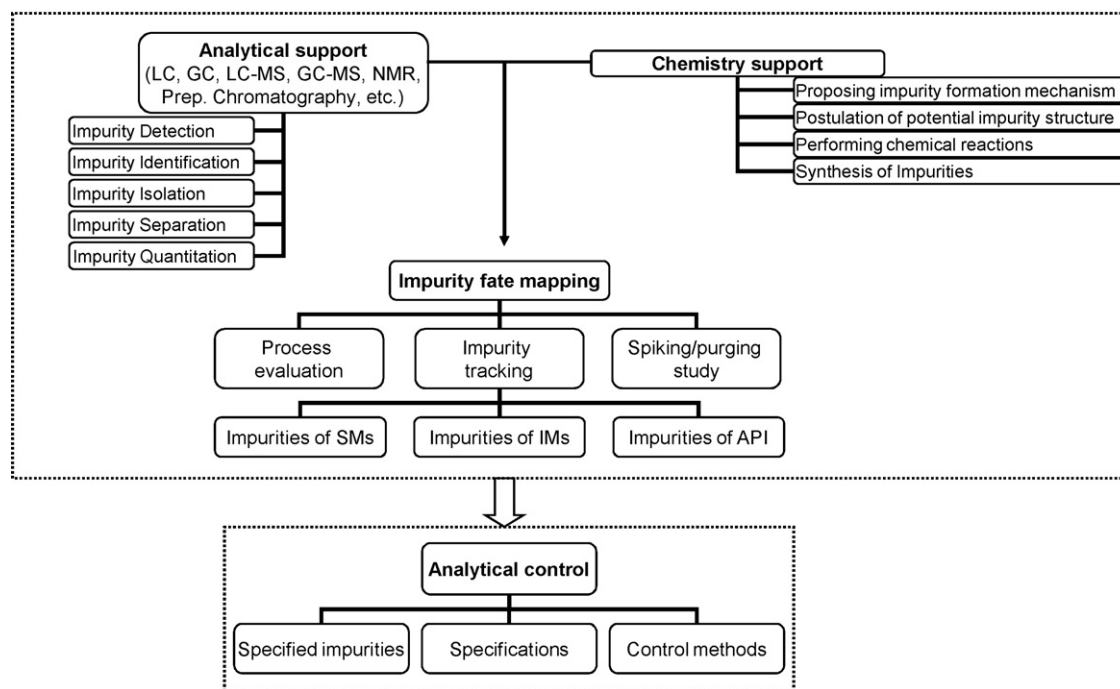 Analytical support
(LC, GC, LC-MS, GC-MS, NMR,
Prep. Chromatography, etc.)
Impurity Detection
Impurity Identification
Impurity Isolation
Impurity Separation
Impurity Quantitation
Chemistry support
Proposing impurity formation mechanism
Postulation of potential impurity structure
Performing chemical reactions
Synthesis of Impurities
Impurity fate mapping
Process
evaluation
Impurity
tracking
Spiking/purging
study
Impurities of SMs
Impurities of IMs
Impurities of API
Analytical control
Specified impurities
Specifications
Control methods